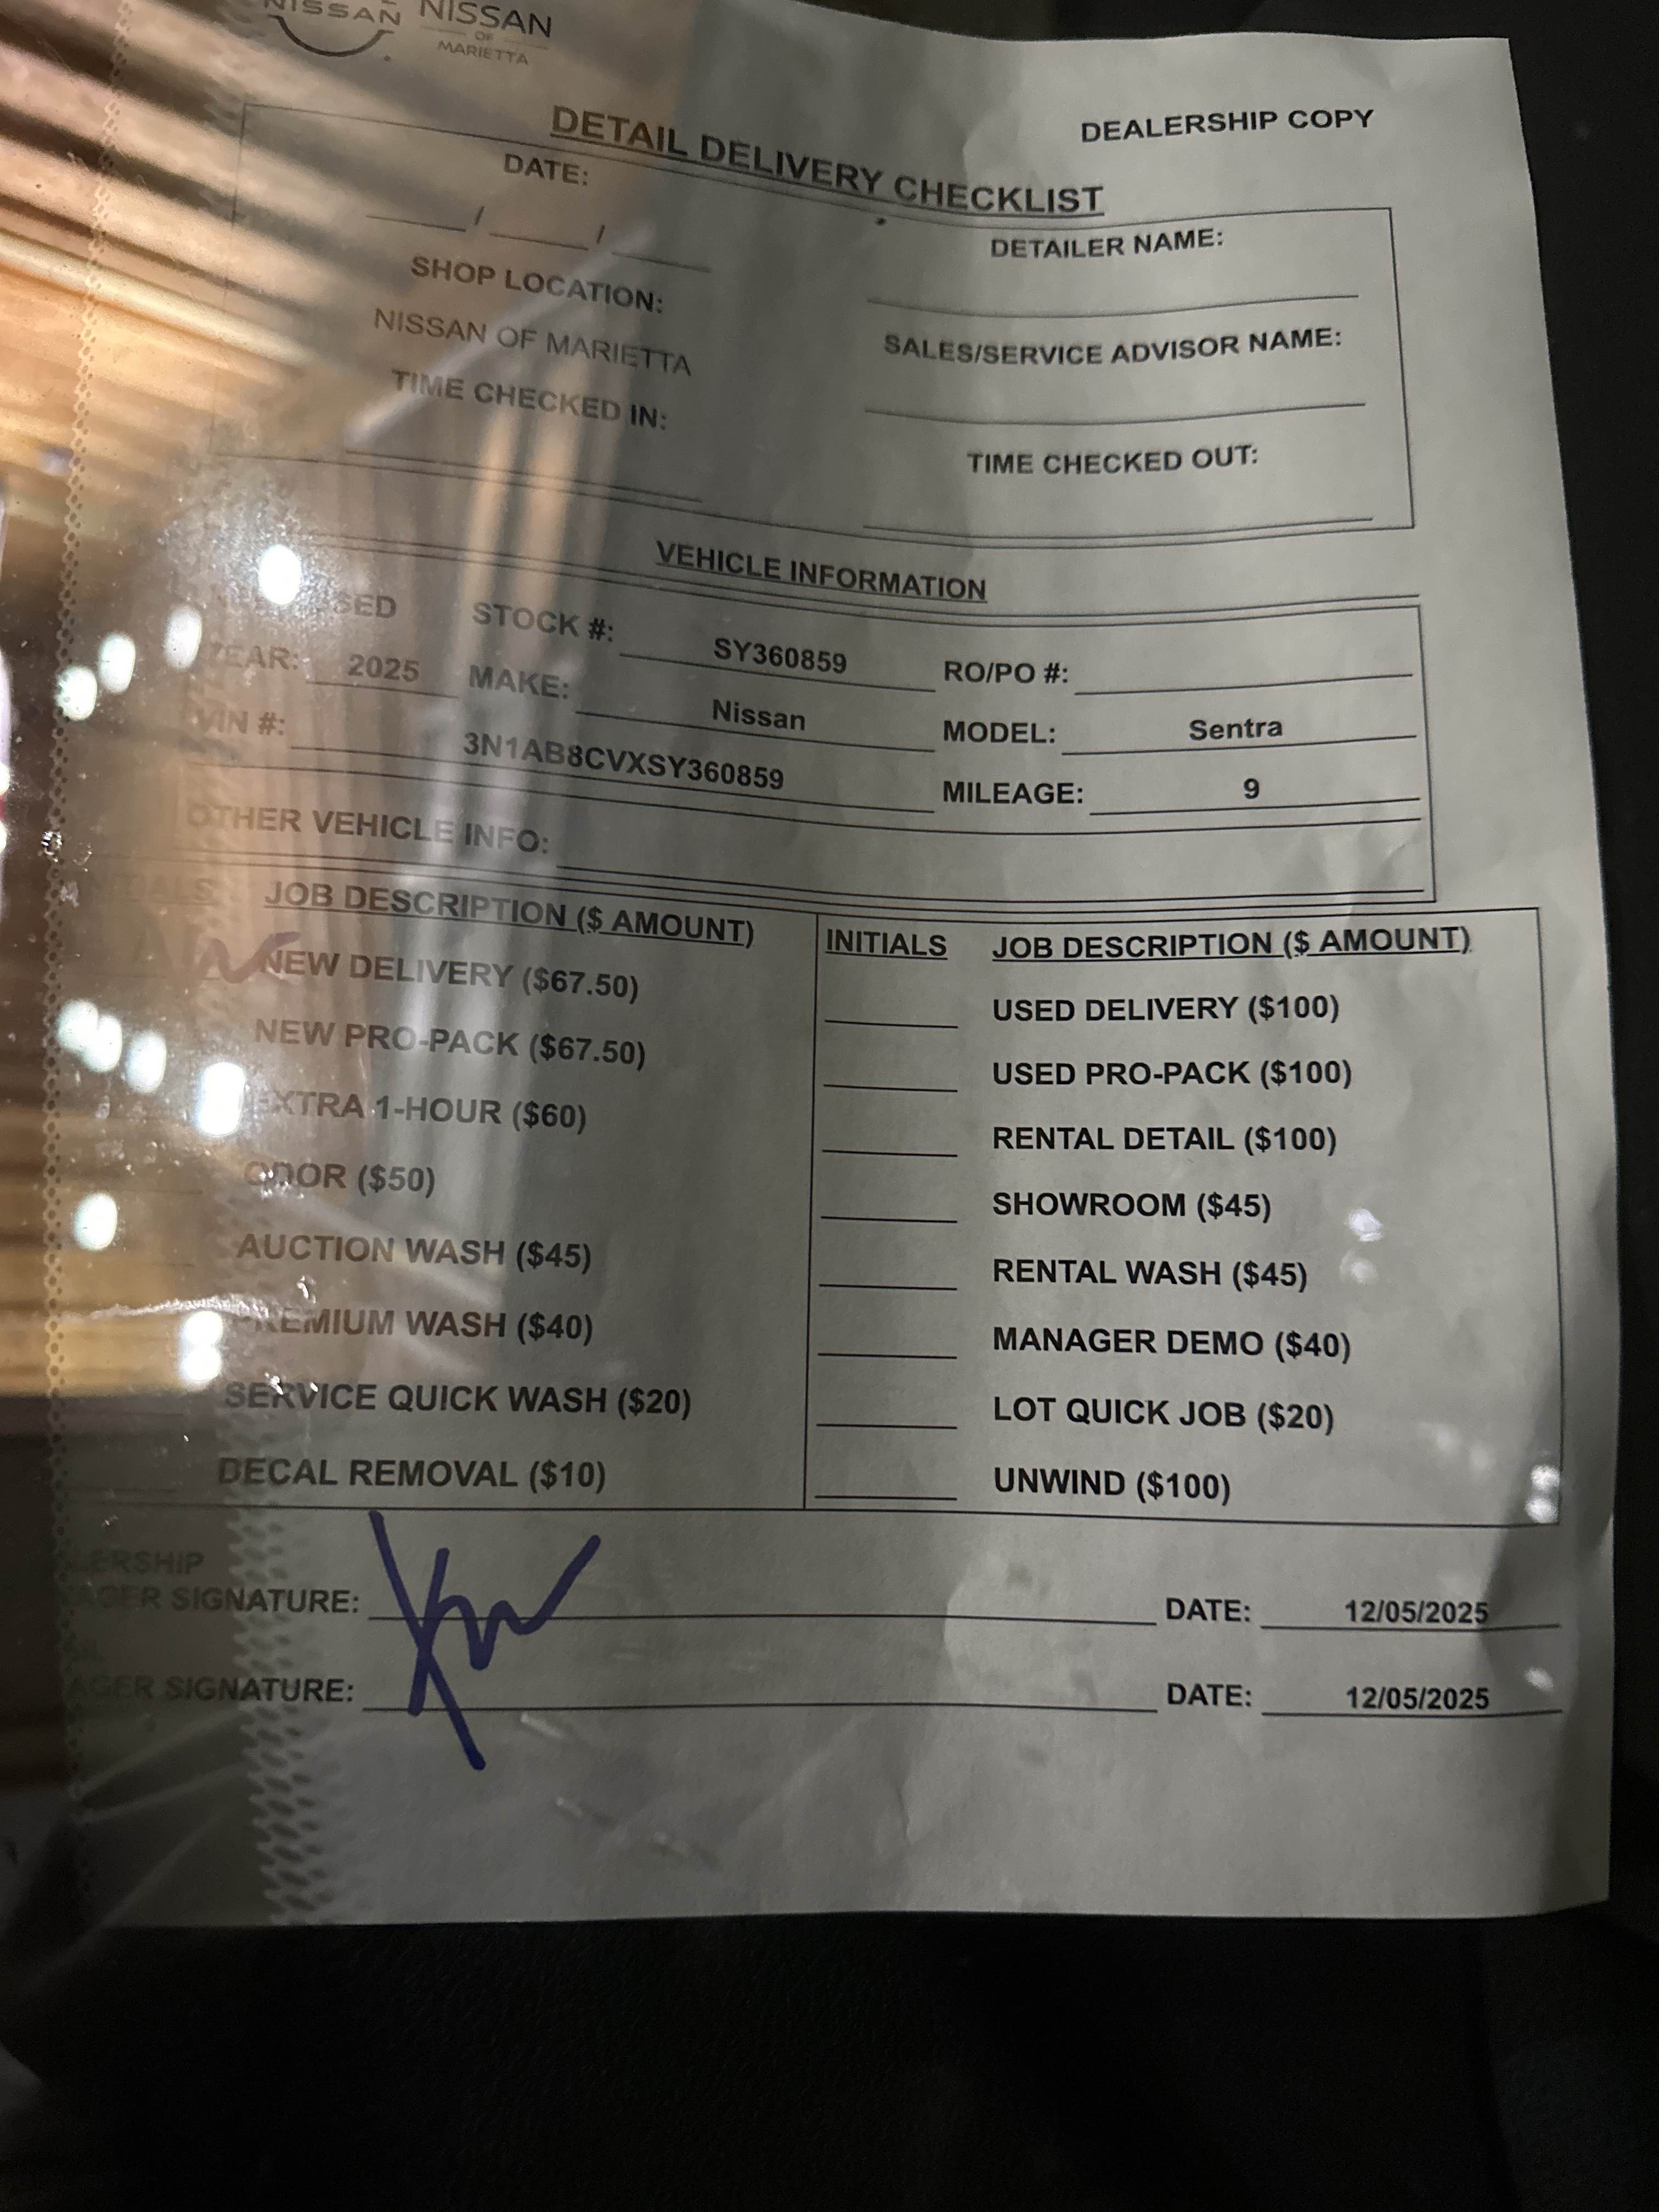 NISSAN NISSAN
OF
MARIETTA
DEALERSHIP COPY
DETAIL DELIVERY CHECKLIST
DATE:
/ /
DETAILER NAME:
SHOP LOCATION:
NISSAN OF MARIETTA
SALES/SERVICE ADVISOR NAME:
TIME CHECKED IN:
TIME CHECKED OUT:
VEHICLE INFORMATION
STOCK #: SY360859 RO/PO #:
YEAR: 2025 MAKE: Nissan MODEL: Sentra
VIN #: 3N1AB8CVXSY360859 MILEAGE: 9
OTHER VEHICLE INFO:
INITIALS JOB DESCRIPTION ($ AMOUNT)
NEW DELIVERY ($67.50)
NEW PRO-PACK ($67.50)
EXTRA 1-HOUR ($60)
ODOR ($50)
AUCTION WASH ($45)
PREMIUM WASH ($40)
SERVICE QUICK WASH ($20)
DECAL REMOVAL ($10)
INITIALS JOB DESCRIPTION ($ AMOUNT)
USED DELIVERY ($100)
USED PRO-PACK ($100)
RENTAL DETAIL ($100)
SHOWROOM ($45)
RENTAL WASH ($45)
MANAGER DEMO ($40)
LOT QUICK JOB ($20)
UNWIND ($100)
SIGNATURE: DATE: 12/05/2025
SIGNATURE: DATE: 12/05/2025